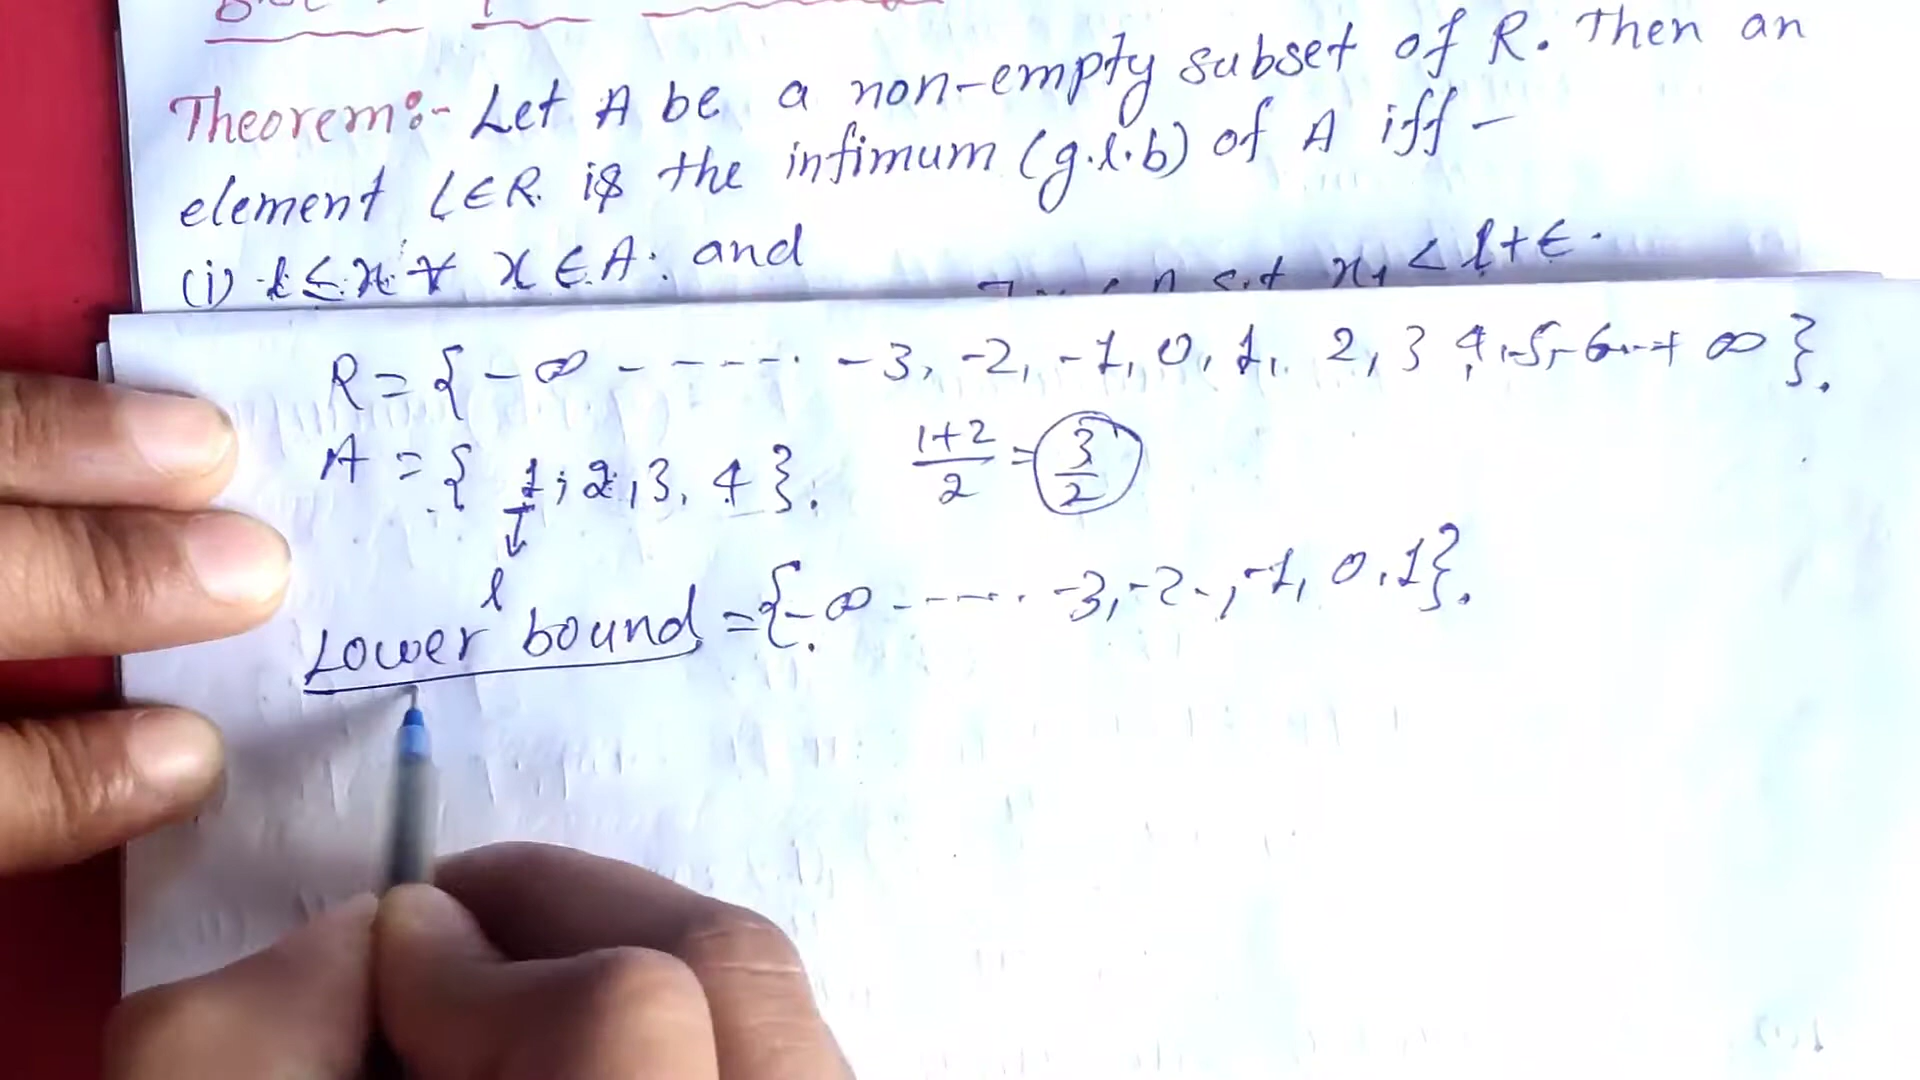 Theorem:- Let A be a non-empty subset of R. Then an
element l∈R is the infimum (g.l.b) of A iff -
(i) l ≤ x ∀ x ∈ A. and
s.t x₁ < l+ϵ.
R = {-∞ - - - - - . -3, -2, -1, 0, 1, 2, 3 4, 5, 6 ...+ ∞ }.
A = { 1, 2, 3, 4 }. (1+2)/2 = 3/2
↓
l
Lower bound = {-∞ - - - - . -3, -2, -1, 0, 1}.